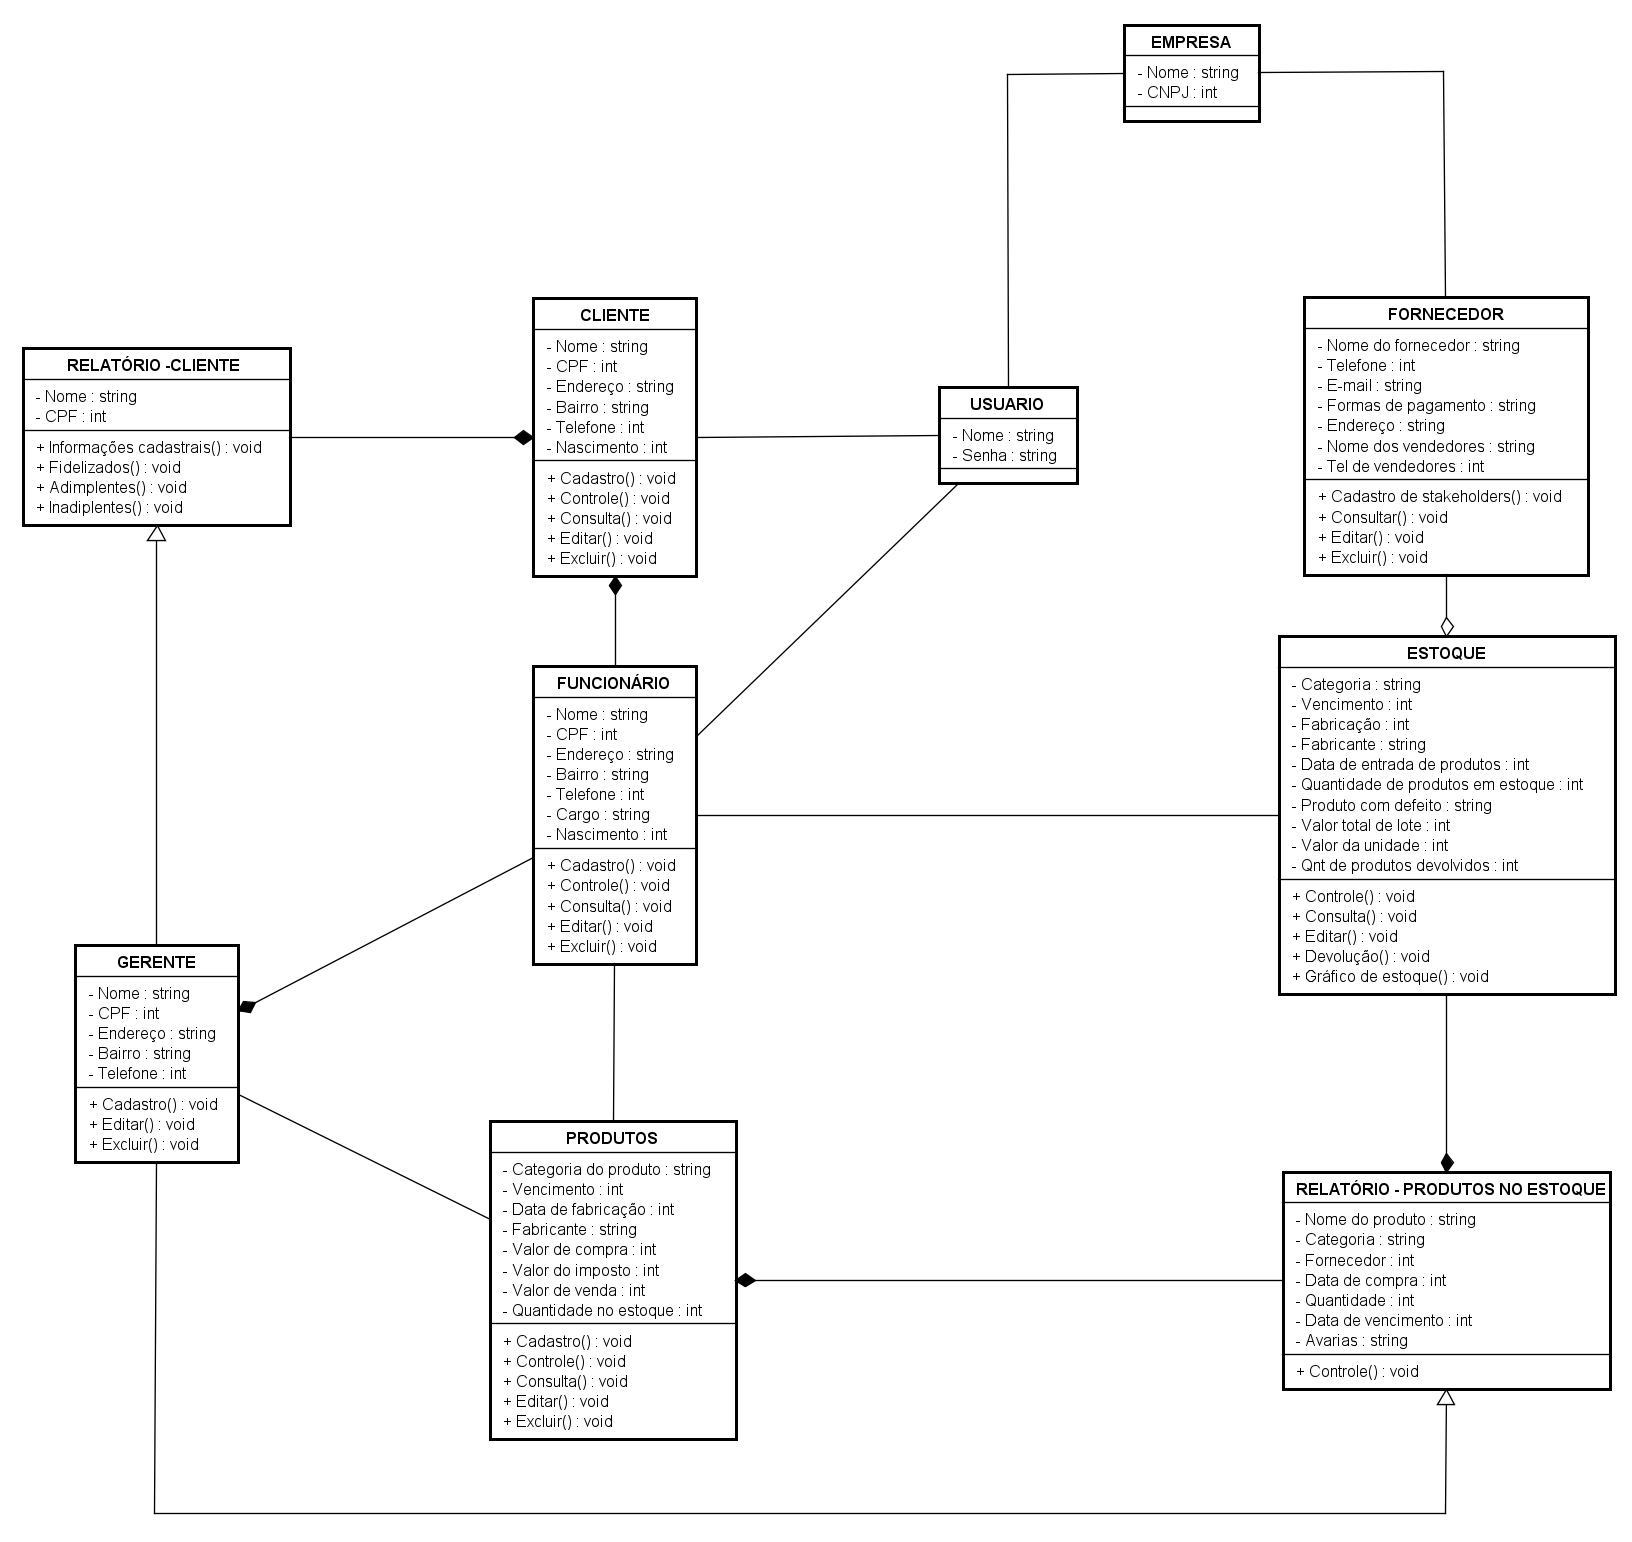 EMPRESA
- Nome : string
- CNPJ : int
CLIENTE
- Nome : string
- CPF : int
- Endereço : string
- Bairro : string
- Telefone : int
- Nascimento : int
+ Cadastro() : void
+ Controle() : void
+ Consulta() : void
+ Editar() : void
+ Excluir() : void
FORNECEDOR
- Nome do fornecedor : string
- Telefone : int
- E-mail : string
- Formas de pagamento : string
- Endereço : string
- Nome dos vendedores : string
- Tel de vendedores : int
+ Cadastro de stakeholders() : void
+ Consultar() : void
+ Editar() : void
+ Excluir() : void
RELATÓRIO -CLIENTE
- Nome : string
- CPF : int
+ Informações cadastrais() : void
+ Fidelizados() : void
+ Adimplentes() : void
+ Inadiplentes() : void
USUARIO
- Nome : string
- Senha : string
FUNCIONÁRIO
- Nome : string
- CPF : int
- Endereço : string
- Bairro : string
- Telefone : int
- Cargo : string
- Nascimento : int
+ Cadastro() : void
+ Controle() : void
+ Consulta() : void
+ Editar() : void
+ Excluir() : void
ESTOQUE
- Categoria : string
- Vencimento : int
- Fabricação : int
- Fabricante : string
- Data de entrada de produtos : int
- Quantidade de produtos em estoque : int
- Produto com defeito : string
- Valor total de lote : int
- Valor da unidade : int
- Qnt de produtos devolvidos : int
+ Controle() : void
+ Consulta() : void
+ Editar() : void
+ Devolução() : void
+ Gráfico de estoque() : void
GERENTE
- Nome : string
- CPF : int
- Endereço : string
- Bairro : string
- Telefone : int
+ Cadastro() : void
+ Editar() : void
+ Excluir() : void
PRODUTOS
- Categoria do produto : string
- Vencimento : int
- Data de fabricação : int
- Fabricante : string
- Valor de compra : int
- Valor do imposto : int
- Valor de venda : int
- Quantidade no estoque : int
+ Cadastro() : void
+ Controle() : void
+ Consulta() : void
+ Editar() : void
+ Excluir() : void
RELATÓRIO - PRODUTOS NO ESTOQUE
- Nome do produto : string
- Categoria : string
- Fornecedor : int
- Data de compra : int
- Quantidade : int
- Data de vencimento : int
- Avarias : string
+ Controle() : void